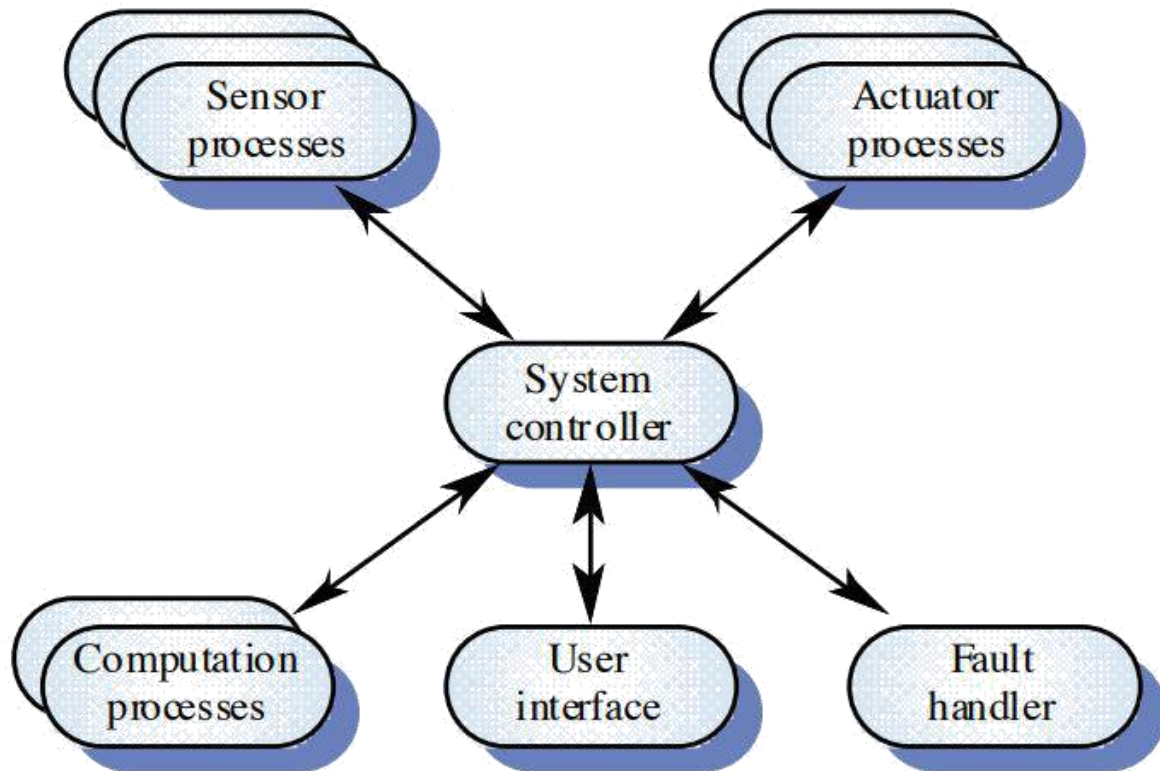 Sensor
processes
Actuator
processes
System
controller
Computation
processes
User
interface
Fault
handler